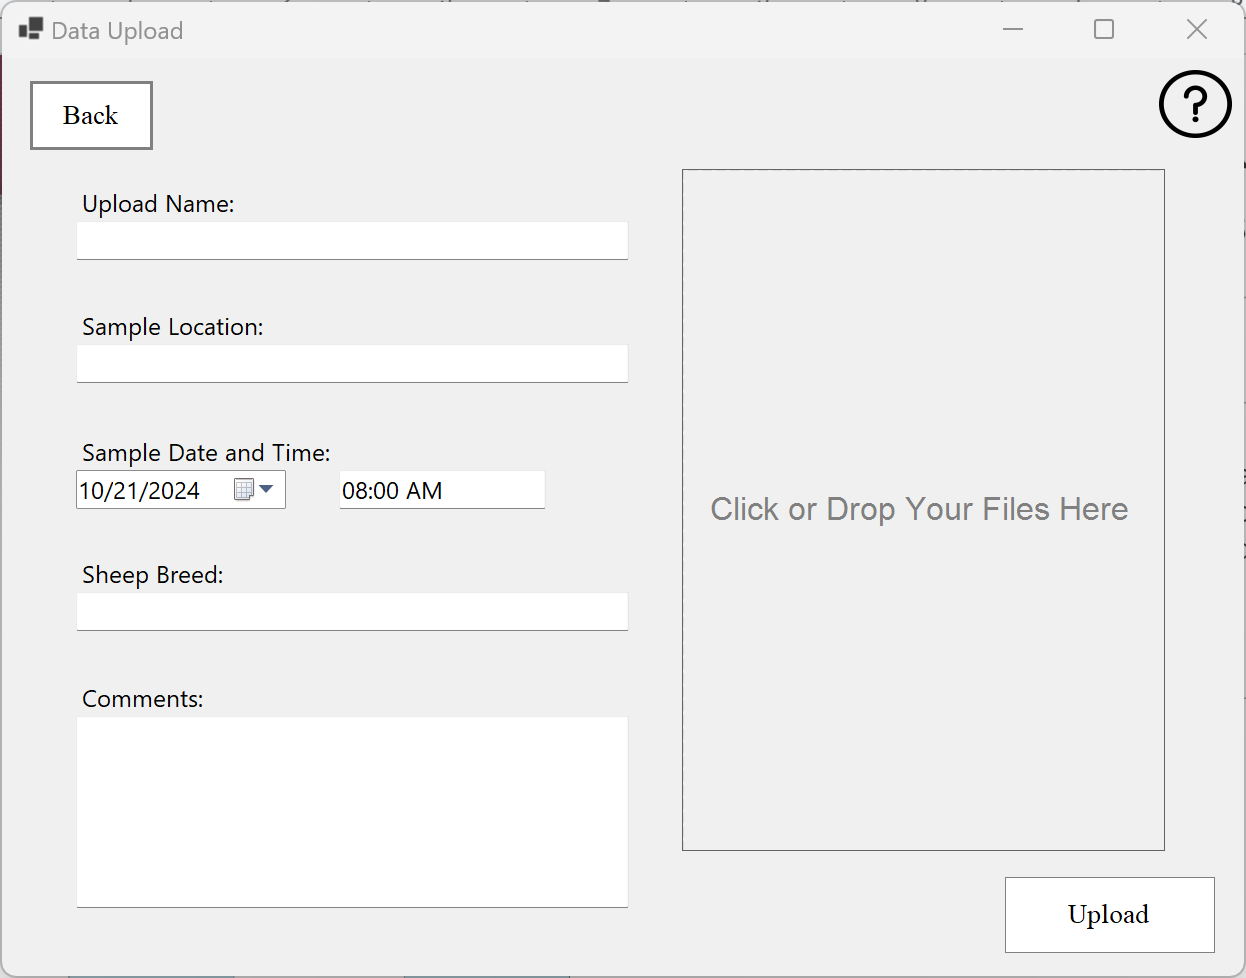 Data Upload
Back
?
Upload Name:
Sample Location:
Sample Date and Time:
10/21/2024 08:00 AM
Sheep Breed:
Comments:
Click or Drop Your Files Here
Upload